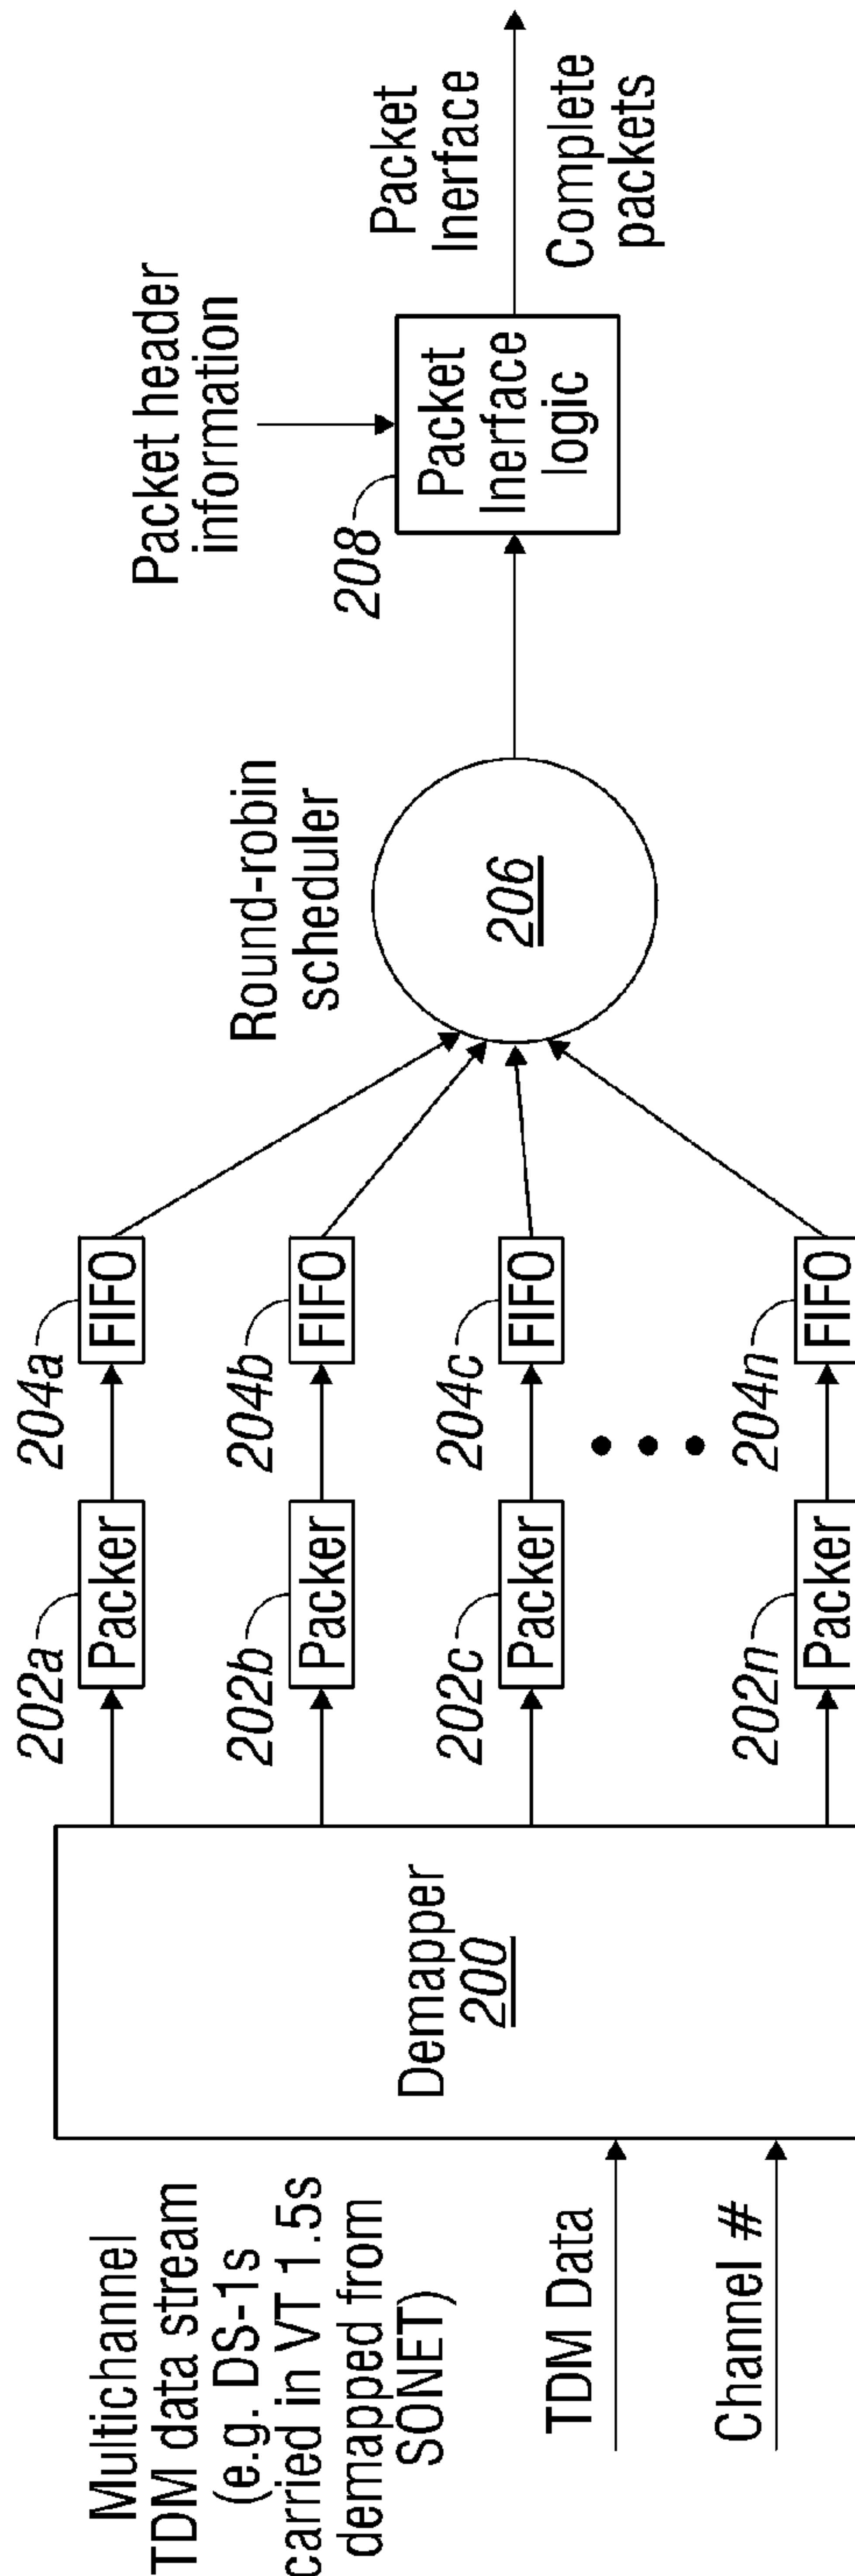 Multichannel
TDM data stream
(e.g. DS-1s
carried in VT 1.5s
demapped from
SONET)
TDM Data
Channel #
Demapper
200
202a
Packer
204a
FIFO
202b
Packer
204b
FIFO
202c
Packer
204c
FIFO
202n
Packer
204n
FIFO
Round-robin
scheduler
206
Packet header
information
208
Packet
Inerface
logic
Packet
Inerface
Complete
packets